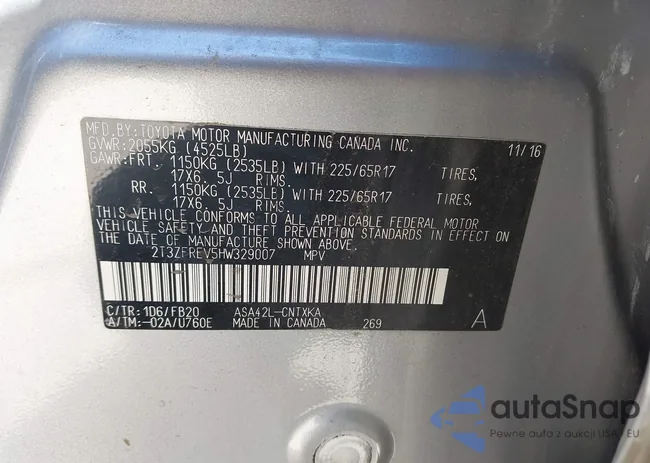 MFD.BY:TOYOTA MOTOR MANUFACTURING CANADA INC. 11/16
GVWR:2055KG (4525LB)
GAWR:FRT. 1150KG (2535LB) WITH 225/65R17 TIRES,
17X6. 5J RIMS.
RR. 1150KG (2535LB) WITH 225/65R17 TIRES,
17X6. 5J RIMS.
THIS VEHICLE CONFORMS TO ALL APPLICABLE FEDERAL MOTOR
VEHICLE SAFETY AND THEFT PREVENTION STANDARDS IN EFFECT ON
THE DATE OF MANUFACTURE SHOWN ABOVE.
2T3ZFREV5HW329007 MPV
C/TR: 1D6/FB20 ASA42L-CNTXKA
A/TM:-02A/U760E MADE IN CANADA 269 A
autaSnap
Pewne auta z aukcji USA i EU